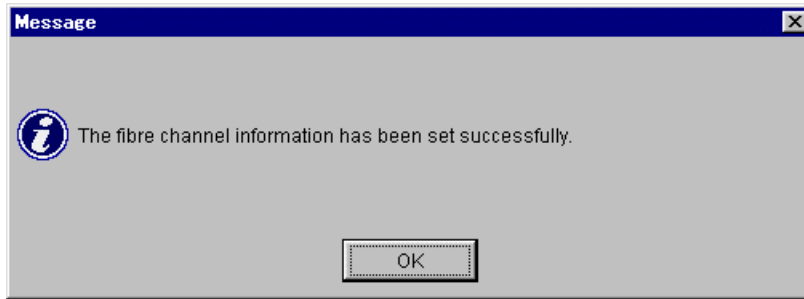 Message
The fibre channel information has been set successfully.
OK